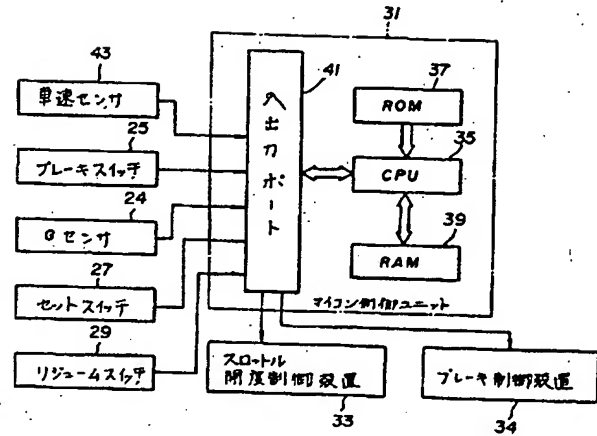 31
43
車速センサ
25
ブレーキスイッチ
24
Gセンサ
27
セットスイッチ
29
リジュームスイッチ
41
入出力ポート
37
ROM
35
CPU
39
RAM
マイコン制御ユニット
スロットル
開度制御装置
33
ブレーキ制御装置
34